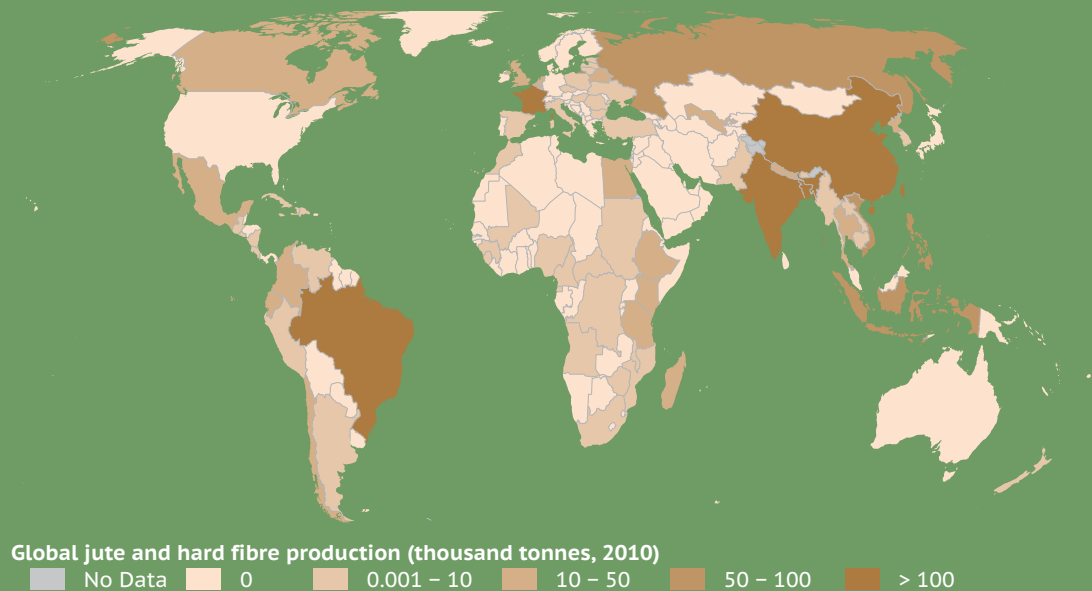 Global jute and hard fibre production (thousand tonnes, 2010)
No Data 0 0.001 – 10 10 – 50 50 – 100 > 100